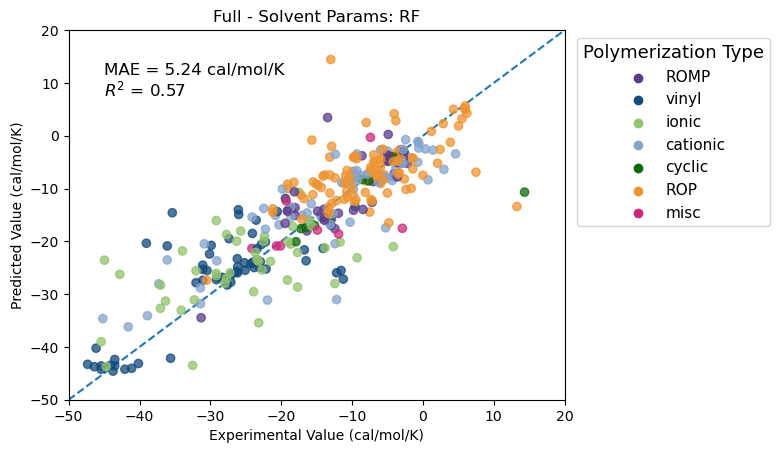 Full - Solvent Params: RF
20
10
0
−10
−20
−30
−40
−50
Predicted Value (cal/mol/K)
MAE = 5.24 cal/mol/K
R² = 0.57
−50 −40 −30 −20 −10 0 10 20
Experimental Value (cal/mol/K)
Polymerization Type
ROMP
vinyl
ionic
cationic
cyclic
ROP
misc